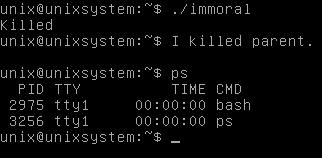 unix@unixsystem:~$ ./immoral
Killed
unix@unixsystem:~$ I killed parent.

unix@unixsystem:~$ ps
  PID TTY          TIME CMD
 2975 tty1     00:00:00 bash
 3256 tty1     00:00:00 ps
unix@unixsystem:~$ _